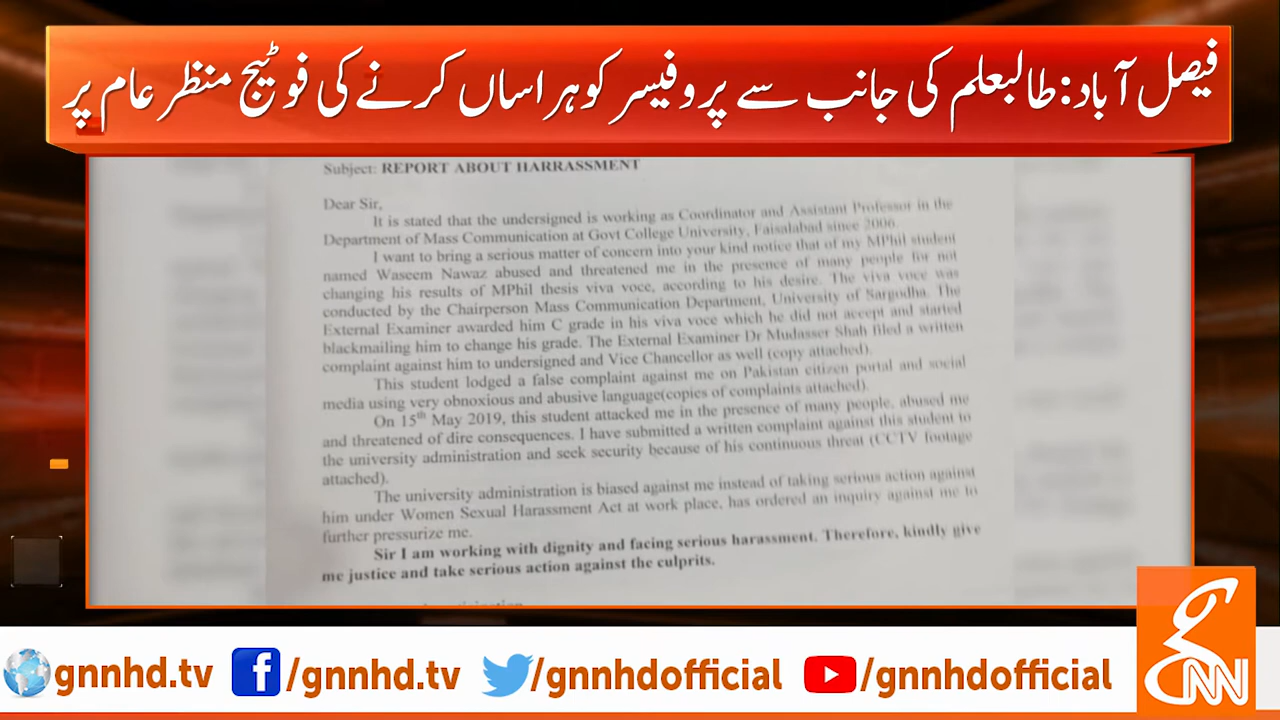 فیصل آباد: طالبعلم کی جانب سے پروفیسر کو ہراساں کرنے کی فوٹیج منظر عام پر
Subject: REPORT ABOUT HARRASSMENT
Dear Sir,
It is stated that the undersigned is working as Coordinator and Assistant Professor in the
Department of Mass Communication at Govt College University, Faisalabad since 2006.
I want to bring a serious matter of concern into your kind notice that of my MPhil student
named Waseem Nawaz abused and threatened me in the presence of many people for not
changing his results of MPhil thesis viva voce, according to his desire. The viva voce was
conducted by the Chairperson Mass Communication Department, University of Sargodha. The
External Examiner awarded him C grade in his viva voce which he did not accept and started
blackmailing him to change his grade. The External Examiner Dr Mudasser Shah filed a written
complaint against him to undersigned and Vice Chancellor as well (copy attached).
This student lodged a false complaint against me on Pakistan citizen portal and social
media using very obnoxious and abusive language(copies of complaints attached).
On 15th May 2019, this student attacked me in the presence of many people, abused me
and threatened of dire consequences. I have submitted a written complaint against this student to
the university administration and seek security because of his continuous threat (CCTV footage
attached).
The university administration is biased against me instead of taking serious action against
him under Women Sexual Harassment Act at work place, has ordered an inquiry against me to
further pressurize me.
Sir I am working with dignity and facing serious harassment. Therefore, kindly give
me justice and take serious action against the culprits.
gnnhd.tv /gnnhd.tv /gnnhdofficial /gnnhdofficial
GNN